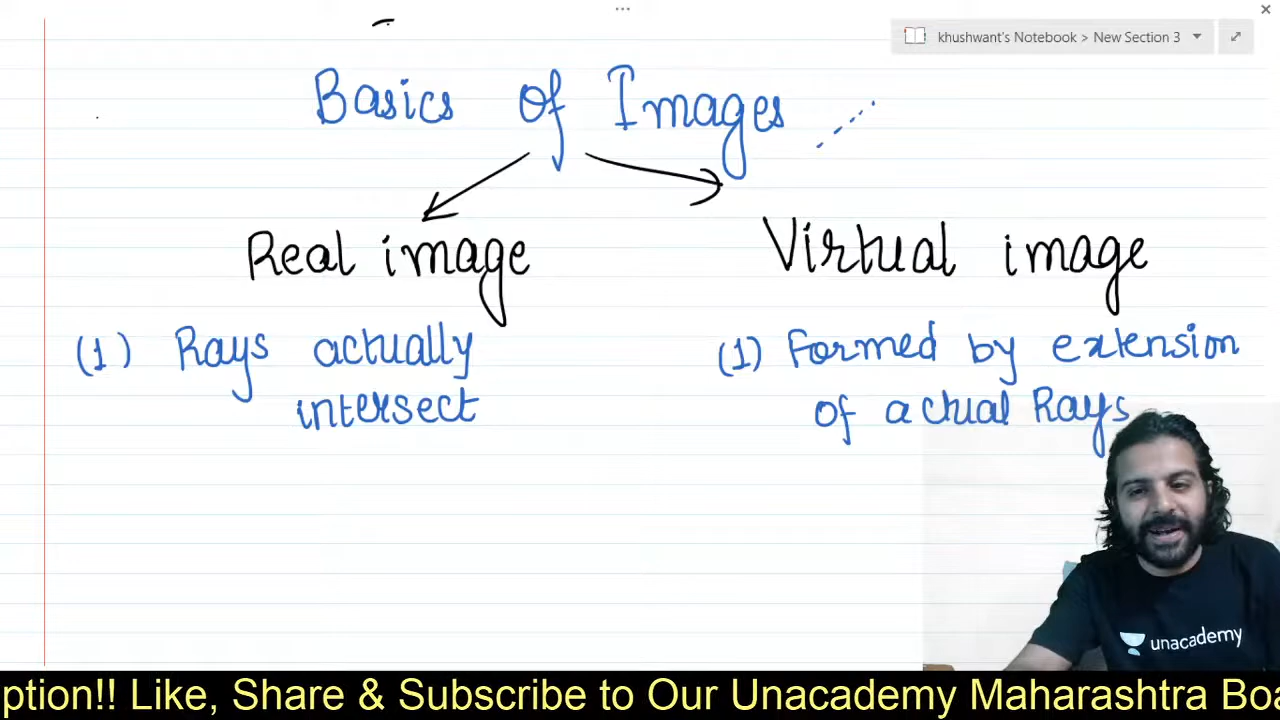 khushwant's Notebook > New Section 3
Basics of Images
Real image
Virtual image
(1) Rays actually
intersect
(1) Formed by extension
of actual Rays
unacademy
ption!! Like, Share & Subscribe to Our Unacademy Maharashtra Boa